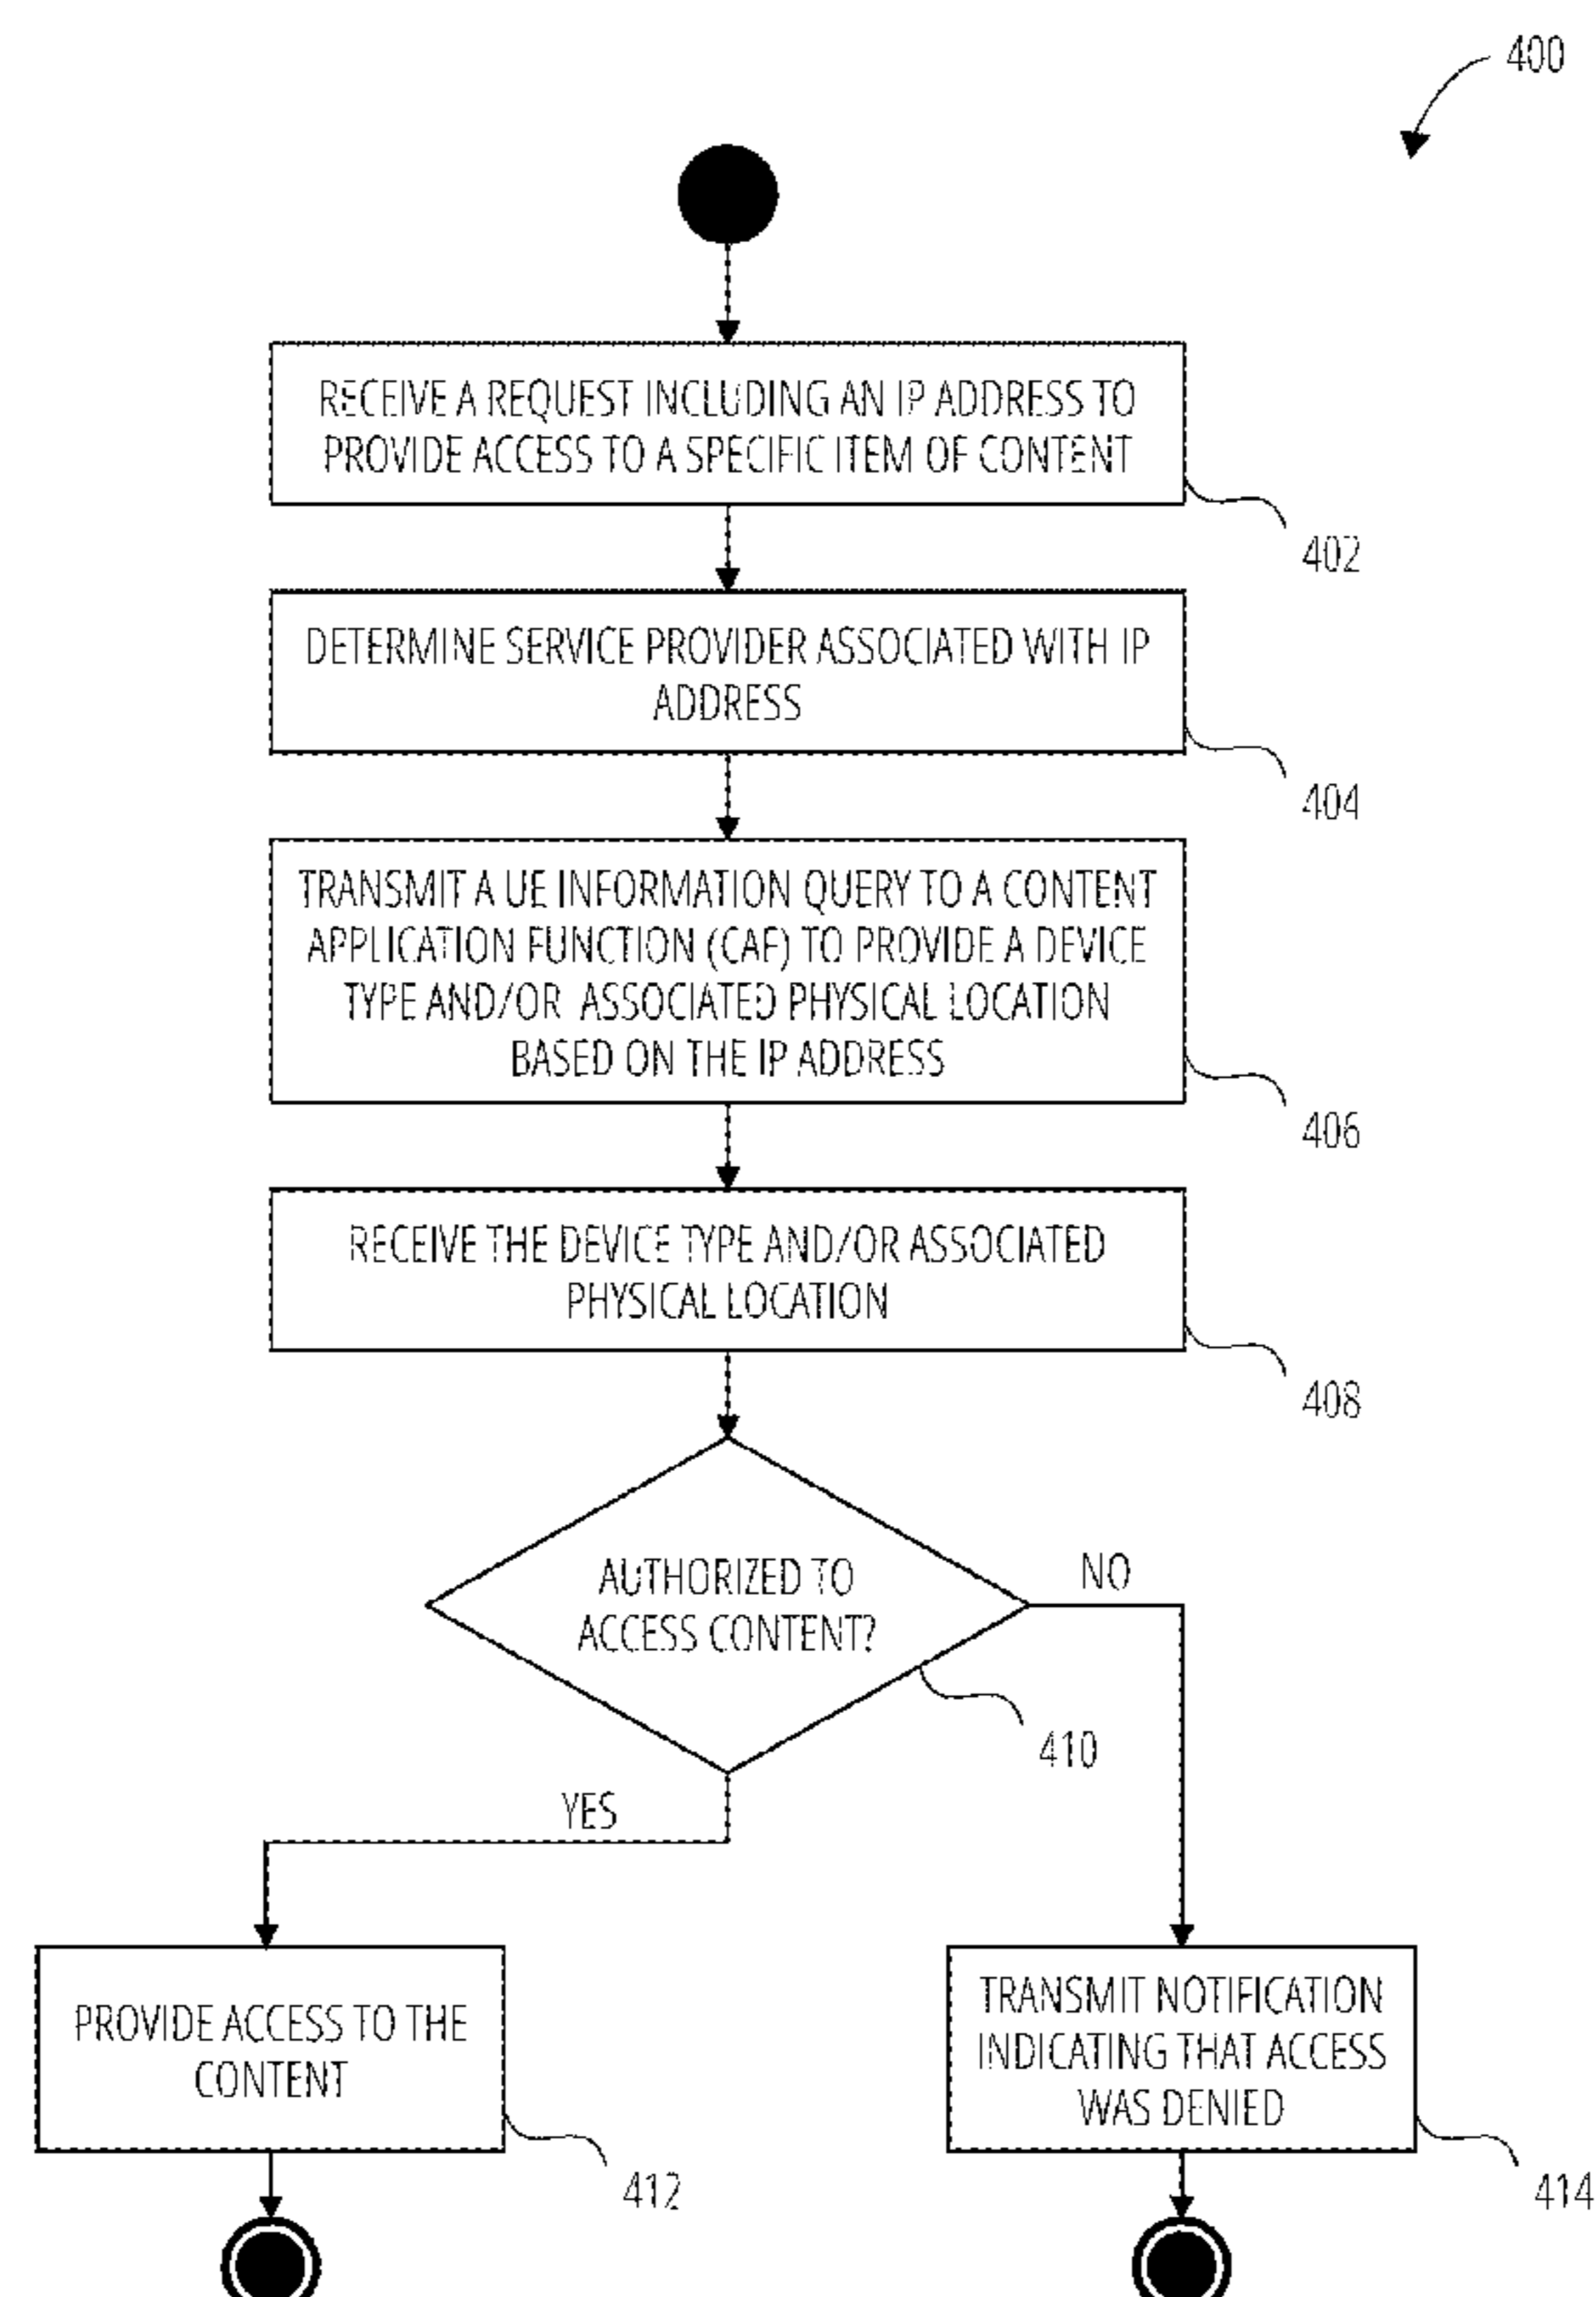 400
RECEIVE A REQUEST INCLUDING AN IP ADDRESS TO
PROVIDE ACCESS TO A SPECIFIC ITEM OF CONTENT
402
DETERMINE SERVICE PROVIDER ASSOCIATED WITH IP
ADDRESS
404
TRANSMIT A UE INFORMATION QUERY TO A CONTENT
APPLICATION FUNCTION (CAF) TO PROVIDE A DEVICE
TYPE AND/OR ASSOCIATED PHYSICAL LOCATION
BASED ON THE IP ADDRESS
406
RECEIVE THE DEVICE TYPE AND/OR ASSOCIATED
PHYSICAL LOCATION
408
AUTHORIZED TO
ACCESS CONTENT?
NO
410
YES
PROVIDE ACCESS TO THE
CONTENT
412
TRANSMIT NOTIFICATION
INDICATING THAT ACCESS
WAS DENIED
414